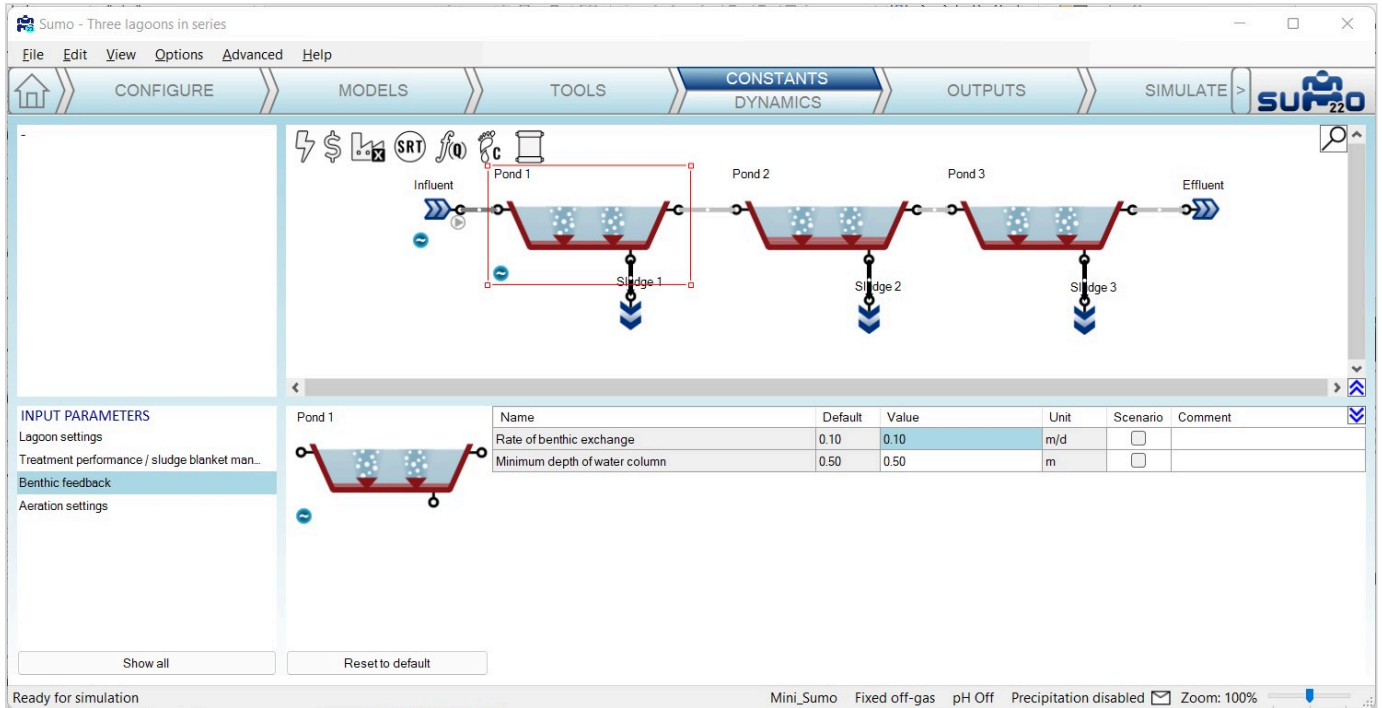 Sumo - Three lagoons in series
File Edit View Options Advanced Help
CONFIGURE MODELS TOOLS CONSTANTS DYNAMICS OUTPUTS SIMULATE >
SUMO 22
-
$ x SRT f(Q) C
Influent Pond 1 Pond 2 Pond 3 Effluent
Sludge 1 Sludge 2 Sludge 3
INPUT PARAMETERS
Lagoon settings
Treatment performance / sludge blanket man...
Benthic feedback
Aeration settings
Pond 1
Name Default Value Unit Scenario Comment
Rate of benthic exchange 0.10 0.10 m/d
Minimum depth of water column 0.50 0.50 m
Show all Reset to default
Ready for simulation Mini_Sumo Fixed off-gas pH Off Precipitation disabled Zoom: 100%